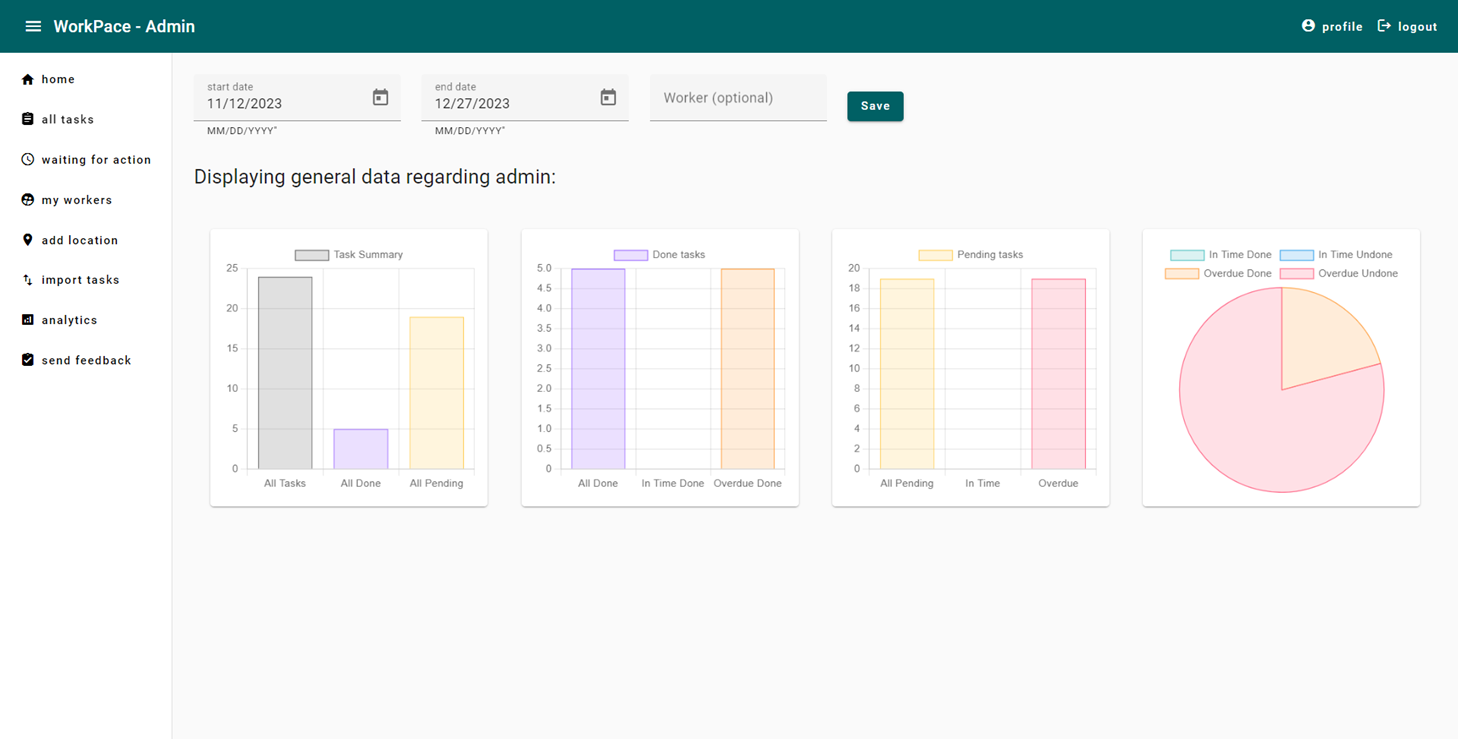 WorkPace - Admin
profile
logout
home
all tasks
waiting for action
my workers
add location
import tasks
analytics
send feedback
start date
11/12/2023
MM/DD/YYYY*
end date
12/27/2023
MM/DD/YYYY*
Worker (optional)
Save
Displaying general data regarding admin:
Task Summary
25
20
15
10
5
0
All Tasks All Done All Pending
Done tasks
5.0
4.5
4.0
3.5
3.0
2.5
2.0
1.5
1.0
0.5
0
All Done In Time Done Overdue Done
Pending tasks
20
18
16
14
12
10
8
6
4
2
0
All Pending In Time Overdue
In Time Done In Time Undone
Overdue Done Overdue Undone